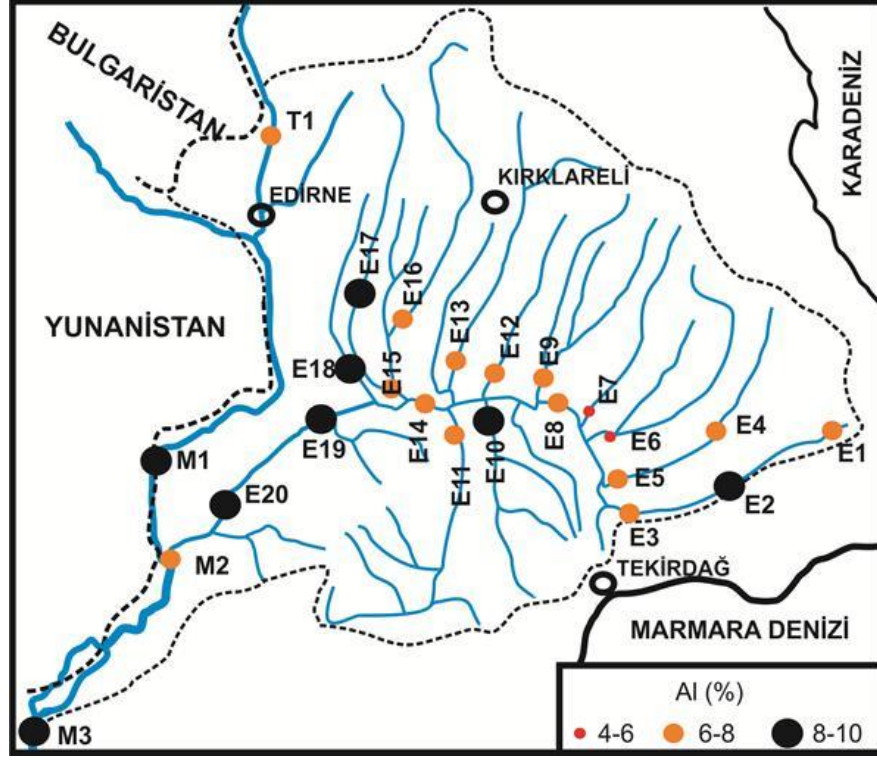 BULGARİSTAN
KARADENİZ
T1
KIRKLARELİ
EDİRNE
E17
E16
YUNANİSTAN
E13
E12
E9
E18
E15
E7
E14
E8
E6
E4
E1
E19
E11
E10
M1
E5
E2
E20
E3
M2
TEKİRDAĞ
MARMARA DENİZİ
Al (%)
4-6 6-8 8-10
M3